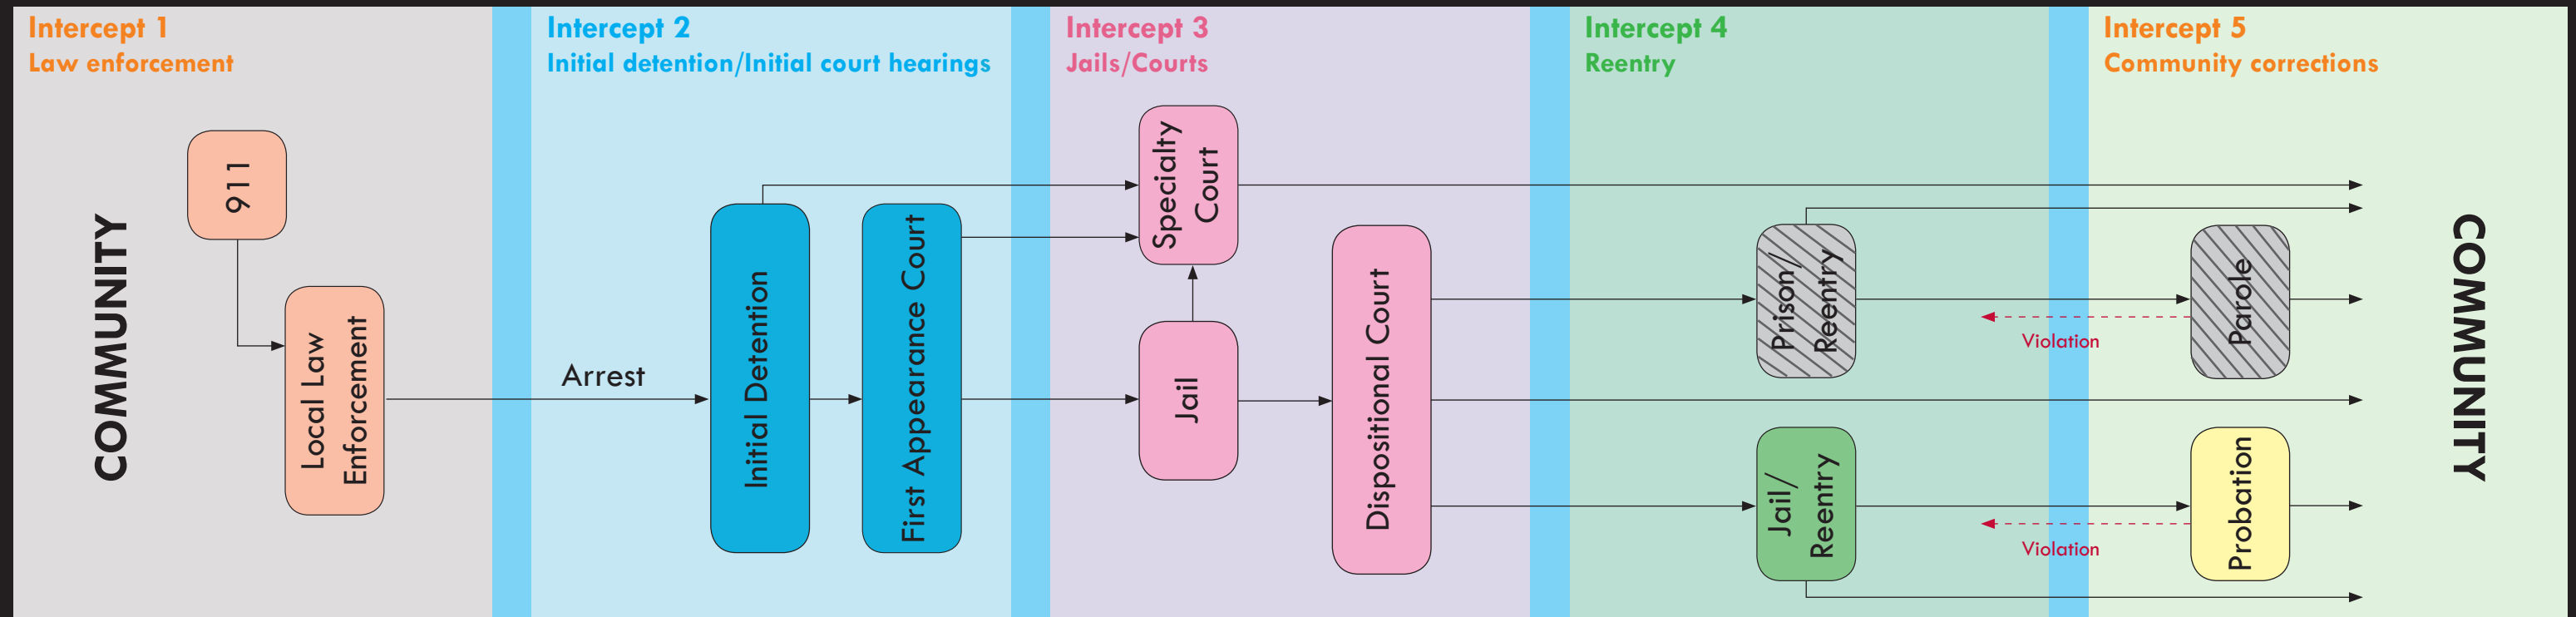 Intercept 1
Law enforcement
COMMUNITY
911
Local Law
Enforcement
Intercept 2
Initial detention/Initial court hearings
Arrest
Initial Detention
First Appearance Court
Intercept 3
Jails/Courts
Specialty
Court
Jail
Dispositional Court
Intercept 4
Reentry
Prison/
Reentry
Violation
Jail/
Reentry
Violation
Intercept 5
Community corrections
Parole
Probation
COMMUNITY